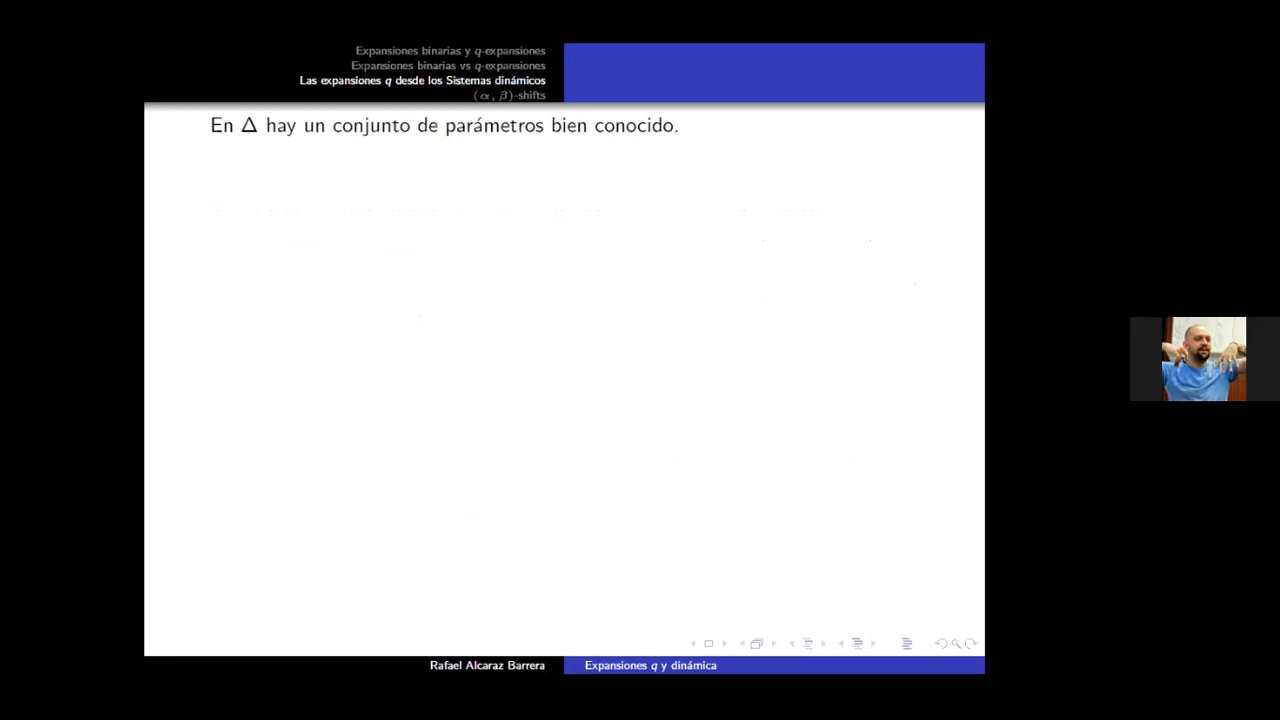 Expansiones binarias y q-expansiones
Expansiones binarias vs q-expansiones
Las expansiones q desde los Sistemas dinámicos
(α, β)-shifts
En Δ hay un conjunto de parámetros bien conocido.
Rafael Alcaraz Barrera
Expansiones q y dinámica